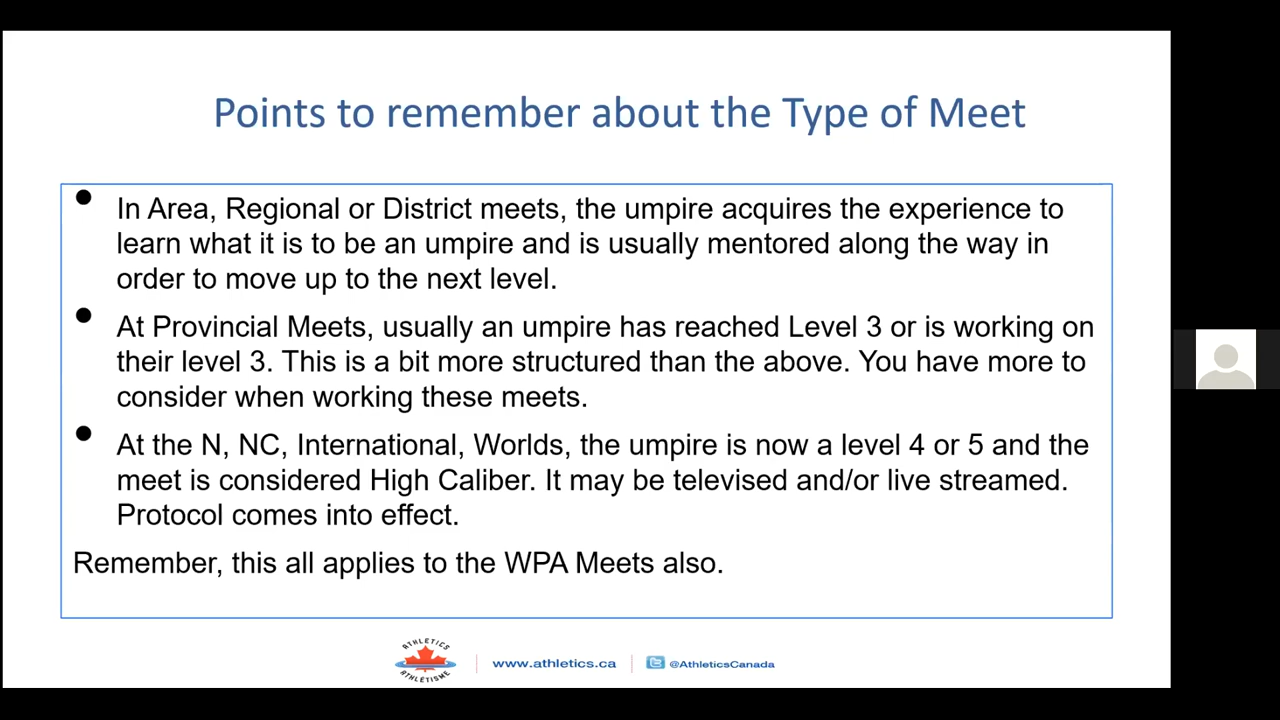 Points to remember about the Type of Meet
• In Area, Regional or District meets, the umpire acquires the experience to
learn what it is to be an umpire and is usually mentored along the way in
order to move up to the next level.
• At Provincial Meets, usually an umpire has reached Level 3 or is working on
their level 3. This is a bit more structured than the above. You have more to
consider when working these meets.
• At the N, NC, International, Worlds, the umpire is now a level 4 or 5 and the
meet is considered High Caliber. It may be televised and/or live streamed.
Protocol comes into effect.
Remember, this all applies to the WPA Meets also.
ATHLETICS
ATHLÉTISME
www.athletics.ca
@AthleticsCanada